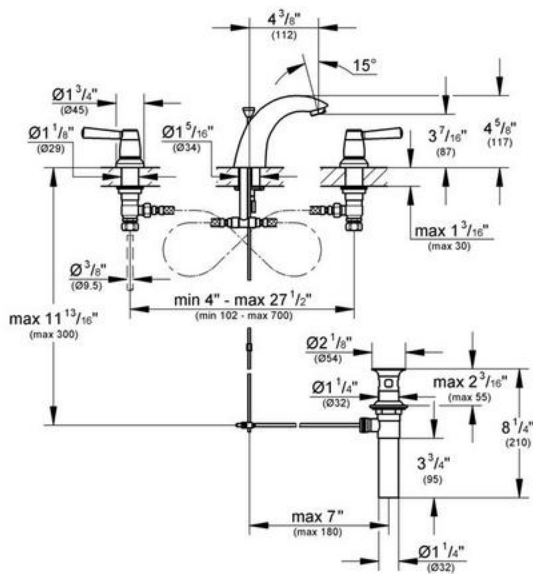 4 3/8"
(112)
15°
Ø1 3/4"
(Ø45)
Ø1 1/8"
(Ø29)
Ø1 5/16"
(Ø34)
3 7/16"
(87)
4 5/8"
(117)
max 1 3/16"
(max 30)
Ø 3/8"
(Ø9.5)
min 4" - max 27 1/2"
(min 102 - max 700)
max 11 13/16"
(max 300)
Ø2 1/8"
(Ø54)
Ø1 1/4"
(Ø32)
max 2 3/16"
(max 55)
8 1/4"
(210)
3 3/4"
(95)
max 7"
(max 180)
Ø1 1/4"
(Ø32)